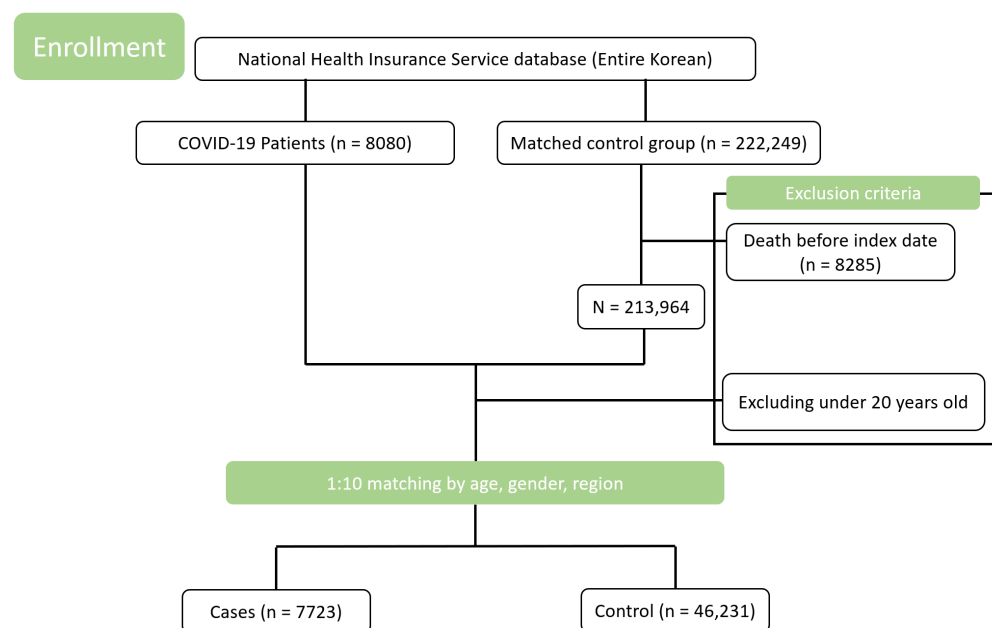 Enrollment
National Health Insurance Service database (Entire Korean)
COVID-19 Patients (n = 8080)
Matched control group (n = 222,249)
Exclusion criteria
Death before index date
(n = 8285)
N = 213,964
Excluding under 20 years old
1:10 matching by age, gender, region
Cases (n = 7723)
Control (n = 46,231)